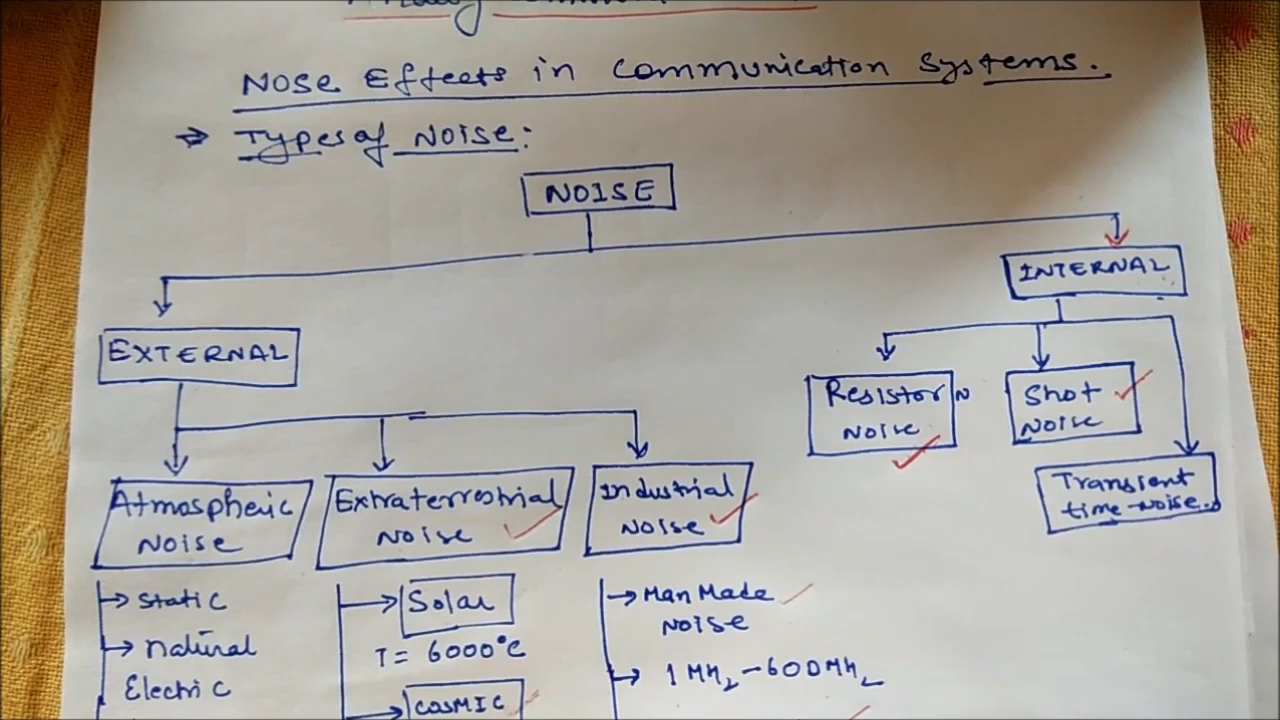 NOSE Effects in Communication Systems.
⇒ Types of NOISE:
NOISE
EXTERNAL
INTERNAL
Resistor N
NOISE
Shot
NOISE
Transient
time-Noise.
Atmospheric
NOISE
Extraterrestrial
NOISE
Industrial
NOISE
→ Static
→ Natural
Electric
→ Solar
T = 6000°C
→ COSMIC
→ Man Made
NOISE
→ 1 MHz - 600 MHz